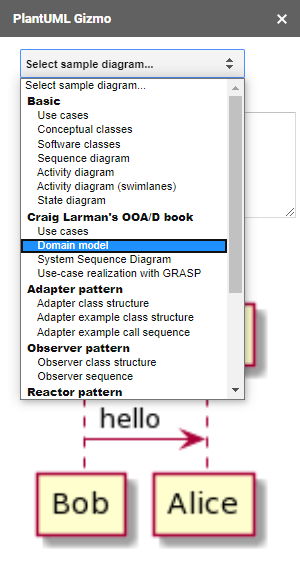 PlantUML Gizmo
×
Select sample diagram...
Select sample diagram...
Basic
Use cases
Conceptual classes
Software classes
Sequence diagram
Activity diagram
Activity diagram (swimlanes)
State diagram
Craig Larman's OOA/D book
Use cases
Domain model
System Sequence Diagram
Use-case realization with GRASP
Adapter pattern
Adapter class structure
Adapter example class structure
Adapter example call sequence
Observer pattern
Observer class structure
Observer sequence
Reactor pattern
hello
Bob Alice